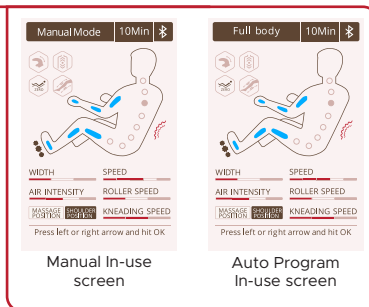 Manual Mode 10Min
ZERO
WIDTH SPEED
AIR INTENSITY ROLLER SPEED
MASSAGE POSITION SHOULDER POSITION KNEADING SPEED
Press left or right arrow and hit OK
Manual In-use
screen
Full body 10Min
ZERO
WIDTH SPEED
AIR INTENSITY ROLLER SPEED
MASSAGE POSITION SHOULDER POSITION KNEADING SPEED
Press left or right arrow and hit OK
Auto Program
In-use screen